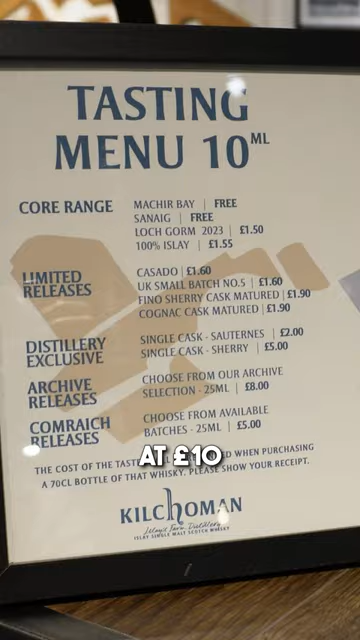 TASTING
MENU 10ML
CORE RANGE
MACHIR BAY | FREE
SANAIG | FREE
LOCH GORM 2023 | £1.50
100% ISLAY | £1.55
LIMITED
RELEASES
CASADO | £1.60
UK SMALL BATCH NO.5 | £1.60
FINO SHERRY CASK MATURED | £1.90
COGNAC CASK MATURED | £1.90
DISTILLERY
EXCLUSIVE
SINGLE CASK - SAUTERNES | £2.00
SINGLE CASK - SHERRY | £5.00
ARCHIVE
RELEASES
CHOOSE FROM OUR ARCHIVE
SELECTION - 25ML | £8.00
COMRAICH
RELEASES
CHOOSE FROM AVAILABLE
BATCHES - 25ML | £5.00
AT £10
THE COST OF THE WHEN PURCHASING
A 70CL BOTTLE OF THAT WHISKY. PLEASE SHOW YOUR RECEIPT.
KILCHOMAN
Islay's Farm Distillery
ISLAY SINGLE MALT SCOTCH WHISKY